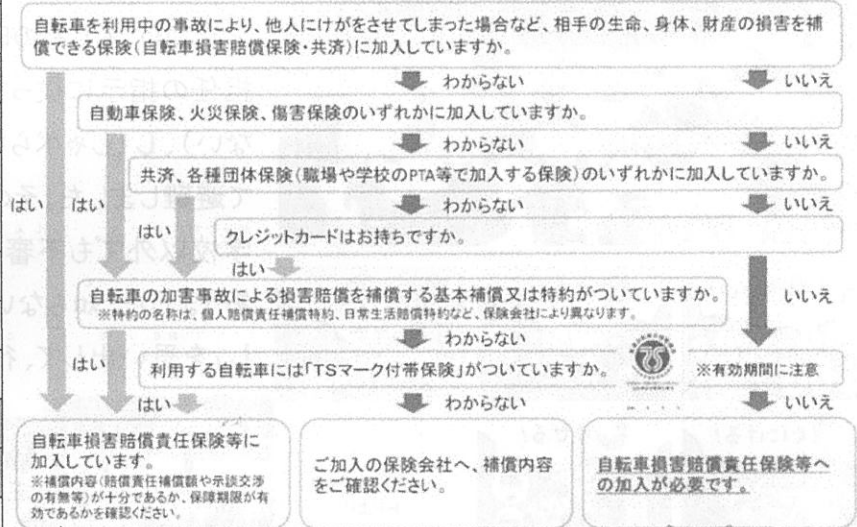 自転車を利用中の事故により、他人にけがをさせてしまった場合など、相手の生命、身体、財産の損害を補
償できる保険(自転車損害賠償保険・共済)に加入していますか。
わからない
いいえ
自動車保険、火災保険、傷害保険のいずれかに加入していますか。
わからない
いいえ
共済、各種団体保険(職場や学校のPTA等で加入する保険)のいずれかに加入していますか。
はい
はい
わからない
いいえ
はい
クレジットカードはお持ちですか。
はい
自転車の加害事故による損害賠償を補償する基本補償又は特約がついていますか。
※特約の名称は、個人賠償責任補償特約、日常生活賠償特約など、保険会社により異なります。
いいえ
わからない
はい
利用する自転車には「TSマーク付帯保険」がついていますか。
※有効期間に注意
はい
わからない
いいえ
自転車損害賠償責任保険等に
加入しています。
※補償内容(賠償責任補償額や示談交渉
の有無等)が十分であるか、保障期限が有
効であるかを確認ください。
ご加入の保険会社へ、補償内容
をご確認ください。
自転車損害賠償責任保険等へ
の加入が必要です。